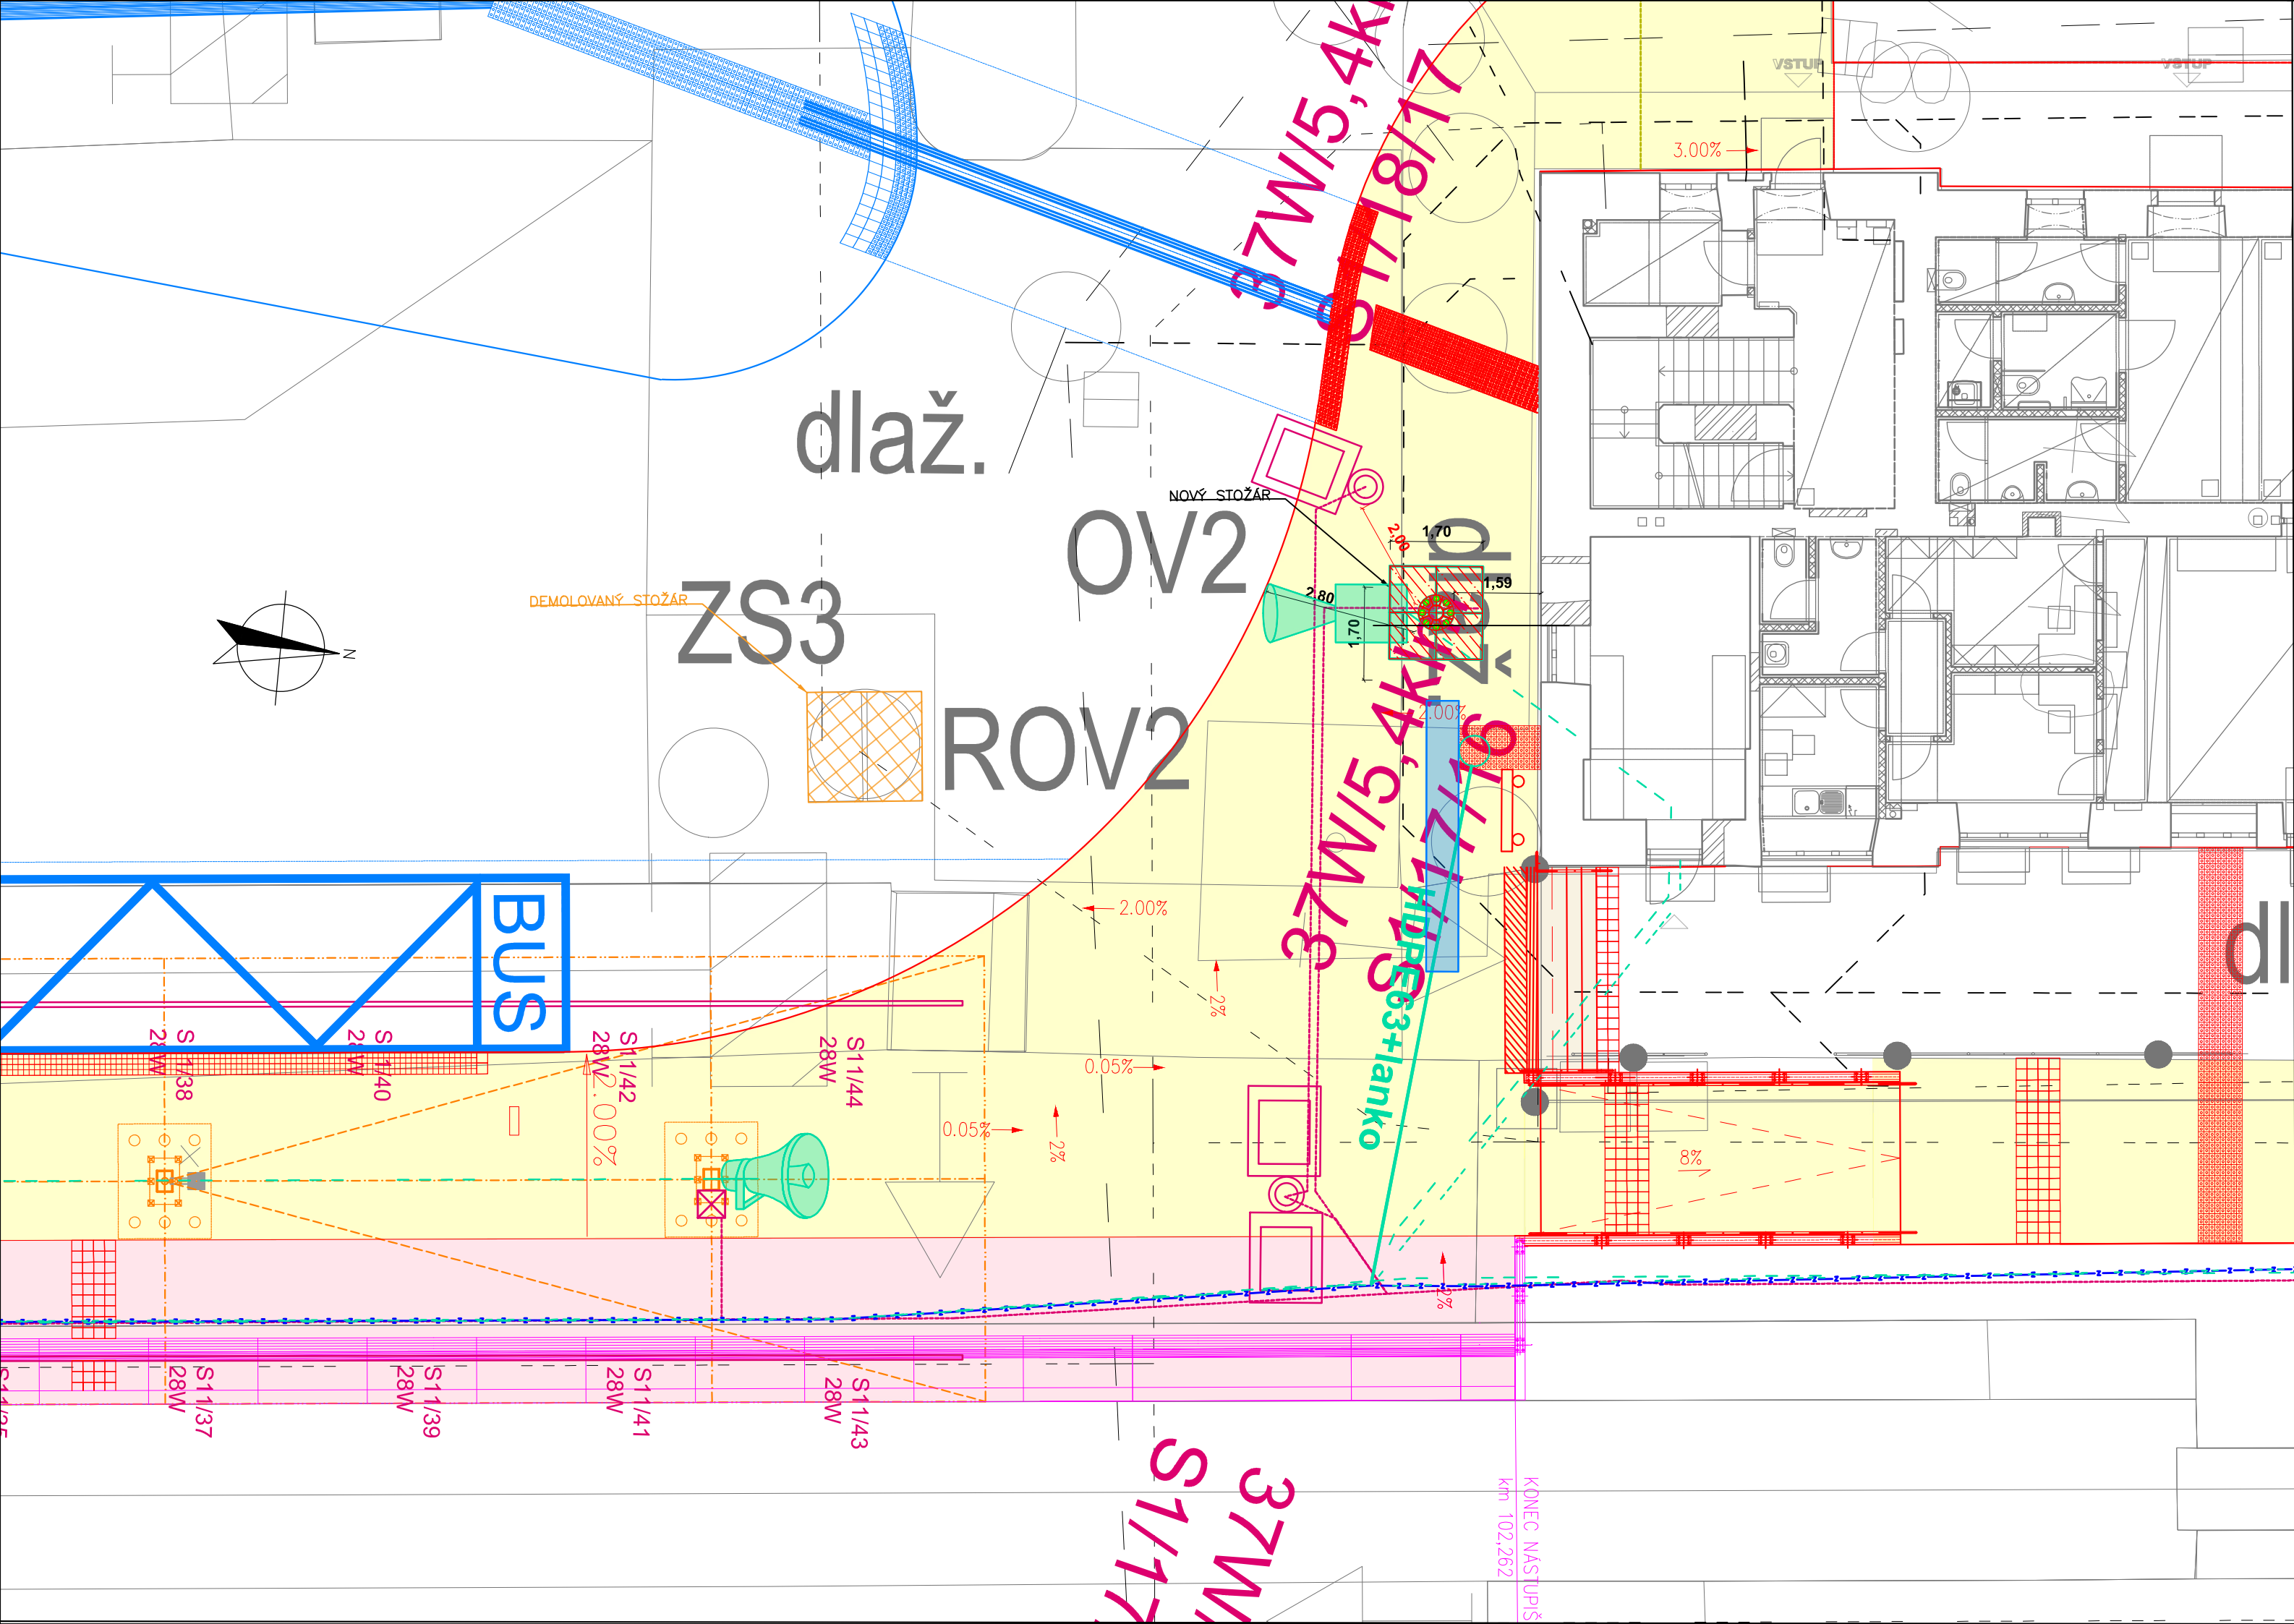 37W/5,4k
S1/18/17
VSTUP
VSTUP
3.00%
dlaž.
NOVÝ STOŽÁR
OV2
2,00
1,70
dlaž.
1,59
DEMOLOVANÝ STOŽÁR
2,80
1,70
ZS3
N
ROV2
2.00%
37W/5,4k
S1/17/16
BUS
2.00%
HDPE63+lanko
dl
2%
S11/38
28W
S11/40
28W
S11/42
28W
S11/44
28W
2.00%
0.05%
0.05%
2%
8%
2%
S11/35
S11/37
28W
S11/39
28W
S11/41
28W
S11/43
28W
S1/17
37W
KONEC NÁSTUPIŠ
km 102,262